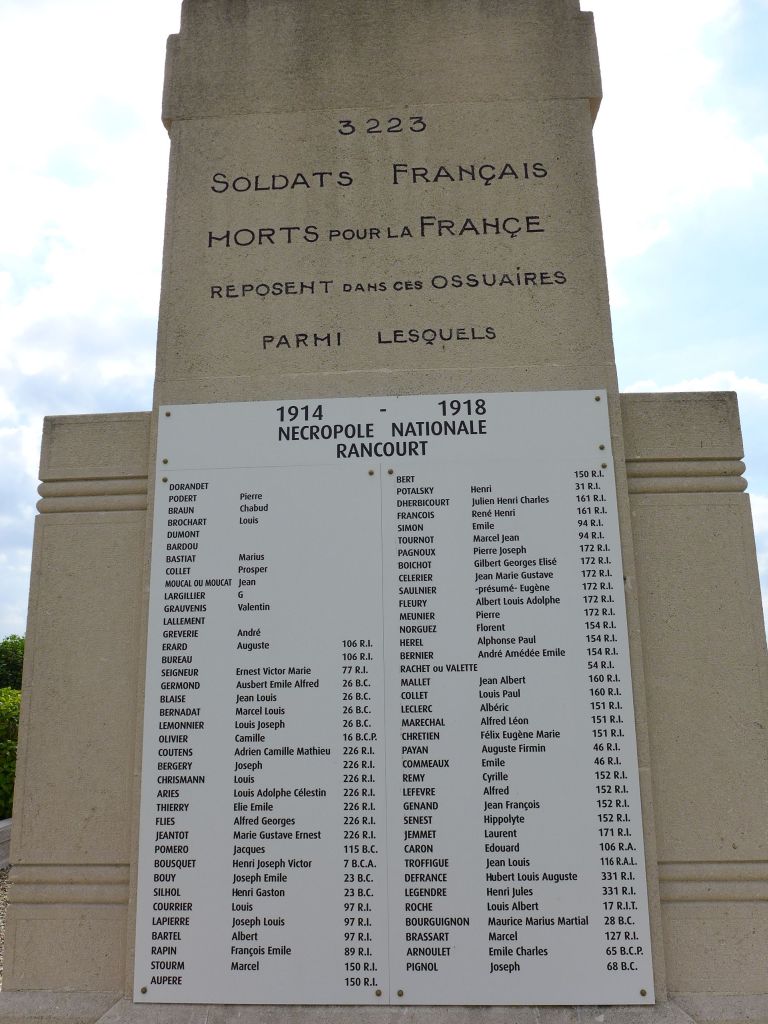 3223
SOLDATS FRANÇAIS
MORTS POUR LA FRANÇE
REPOSENT DANS CES OSSUAIRES
PARMI LESQUELS
1914 - 1918
NECROPOLE NATIONALE
RANCOURT
DORANDET
PODERT Pierre
BRAUN Chabud
BROCHART Louis
DUMONT
BARDOU
BASTIAT Marius
COLLET Prosper
MOUCAL OU MOUCAT Jean
LARGILLIER G
GRAUVENIS Valentin
LALLEMENT
GREVERIE André
ERARD Auguste 106 R.I.
BUREAU 106 R.I.
SEIGNEUR Ernest Victor Marie 77 R.I.
GERMOND Ausbert Emile Alfred 26 B.C.
BLAISE Jean Louis 26 B.C.
BERNADAT Marcel Louis 26 B.C.
LEMONNIER Louis Joseph 26 B.C.
OLIVIER Camille 16 B.C.P.
COUTENS Adrien Camille Mathieu 226 R.I.
BERGERY Joseph 226 R.I.
CHRISMANN Louis 226 R.I.
ARIES Louis Adolphe Célestin 226 R.I.
THIERRY Elie Emile 226 R.I.
FLIES Alfred Georges 226 R.I.
JEANTOT Marie Gustave Ernest 226 R.I.
POMERO Jacques 115 B.C.
BOUSQUET Henri Joseph Victor 7 B.C.A.
BOUY Joseph Emile 23 B.C.
SILHOL Henri Gaston 23 B.C.
COURRIER Louis 97 R.I.
LAPIERRE Joseph Louis 97 R.I.
BARTEL Albert 97 R.I.
RAPIN François Emile 89 R.I.
STOURM Marcel 150 R.I.
AUPERE 150 R.I.
BERT 150 R.I.
POTALSKY Henri 31 R.I.
DHERBICOURT Julien Henri Charles 161 R.I.
FRANCOIS René Henri 161 R.I.
SIMON Emile 94 R.I.
TOURNOT Marcel Jean 94 R.I.
PAGNOUX Pierre Joseph 172 R.I.
BOICHOT Gilbert Georges Elisé 172 R.I.
CELERIER Jean Marie Gustave 172 R.I.
SAULNIER -présumé- Eugène 172 R.I.
FLEURY Albert Louis Adolphe 172 R.I.
MEUNIER Pierre 172 R.I.
NORGUEZ Florent 154 R.I.
HEREL Alphonse Paul 154 R.I.
BERNIER André Amédée Emile 154 R.I.
RACHET ou VALETTE 54 R.I.
MALLET Jean Albert 160 R.I.
COLLET Louis Paul 160 R.I.
LECLERC Albéric 151 R.I.
MARECHAL Alfred Léon 151 R.I.
CHRETIEN Félix Eugène Marie 151 R.I.
PAYAN Auguste Firmin 46 R.I.
COMMEAUX Emile 46 R.I.
REMY Cyrille 152 R.I.
LEFEVRE Alfred 152 R.I.
GENAND Jean François 152 R.I.
SENEST Hippolyte 152 R.I.
JEMMET Laurent 171 R.I.
CARON Edouard 106 R.A.
TROFFIGUE Jean Louis 116 R.A.L.
DEFRANCE Hubert Louis Auguste 331 R.I.
LEGENDRE Henri Jules 331 R.I.
ROCHE Louis Albert 17 R.I.T.
BOURGUIGNON Maurice Marius Martial 28 B.C.
BRASSART Marcel 127 R.I.
ARNOULET Emile Charles 65 B.C.P.
PIGNOL Joseph 68 B.C.